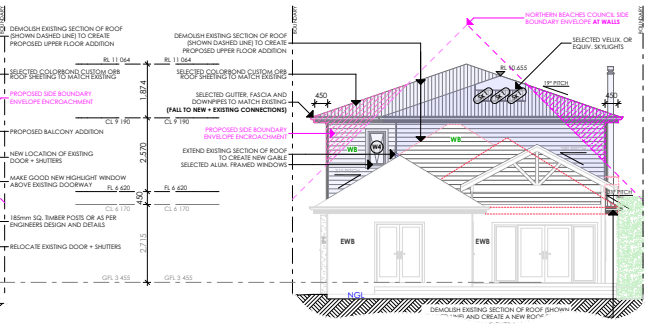 BOUNDARY
DEMOLISH EXISTING SECTION OF ROOF
(SHOWN DASHED LINE) TO CREATE
PROPOSED UPPER FLOOR ADDITION
RL 11 064
SELECTED COLORBOND CUSTOM ORB
ROOF SHEETING TO MATCH EXISTING
PROPOSED SIDE BOUNDARY
ENVELOPE ENCROACHMENT
CL 9 190
PROPOSED BALCONY ADDITION
NEW LOCATION OF EXISTING
DOOR + SHUTTERS
MAKE GOOD NEW HIGHLIGHT WINDOW
ABOVE EXISTING DOORWAY
FL 6 620
CL 6 170
185mm SQ. TIMBER POSTS OR AS PER
ENGINEERS DESIGN AND DETAILS
RELOCATE EXISTING DOOR + SHUTTERS
GFL 3 455
1,874
2,570
450
2,715
BOUNDARY
DEMOLISH EXISTING SECTION OF ROOF
(SHOWN DASHED LINE) TO CREATE
PROPOSED UPPER FLOOR ADDITION
RL 11 064
SELECTED COLORBOND CUSTOM ORB
ROOF SHEETING TO MATCH EXISTING
SELECTED GUTTER, FASCIA AND
DOWNPIPES TO MATCH EXISTING
(FALL TO NEW + EXISTING CONNECTIONS)
CL 9 190
PROPOSED SIDE BOUNDARY
ENVELOPE ENCROACHMENT
EXTEND EXISTING SECTION OF ROOF
TO CREATE NEW GABLE
SELECTED ALUM. FRAMED WINDOWS
FL 6 620
CL 6 170
GFL 3 455
NORTHERN BEACHES COUNCIL SIDE
BOUNDARY ENVELOPE AT WALLS
SELECTED VELUX, OR
EQUIV. SKYLIGHTS
BOUNDARY
RL 10 655
19° PITCH
450
450
WB
W4
WB
PITCH
EWB
EWB
NGL
DEMOLISH EXISTING SECTION OF ROOF (SHOWN
AND CREATE A NEW ROOF